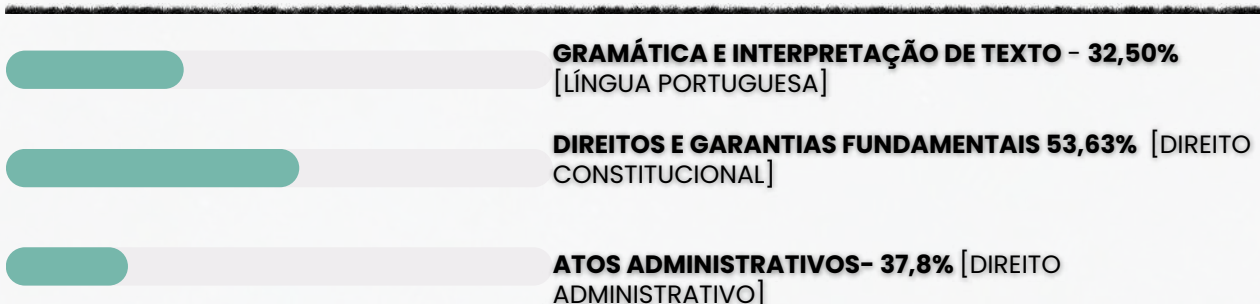 GRAMÁTICA E INTERPRETAÇÃO DE TEXTO - 32,50%
[LÍNGUA PORTUGUESA]
DIREITOS E GARANTIAS FUNDAMENTAIS 53,63% [DIREITO
CONSTITUCIONAL]
ATOS ADMINISTRATIVOS- 37,8% [DIREITO
ADMINISTRATIVO]